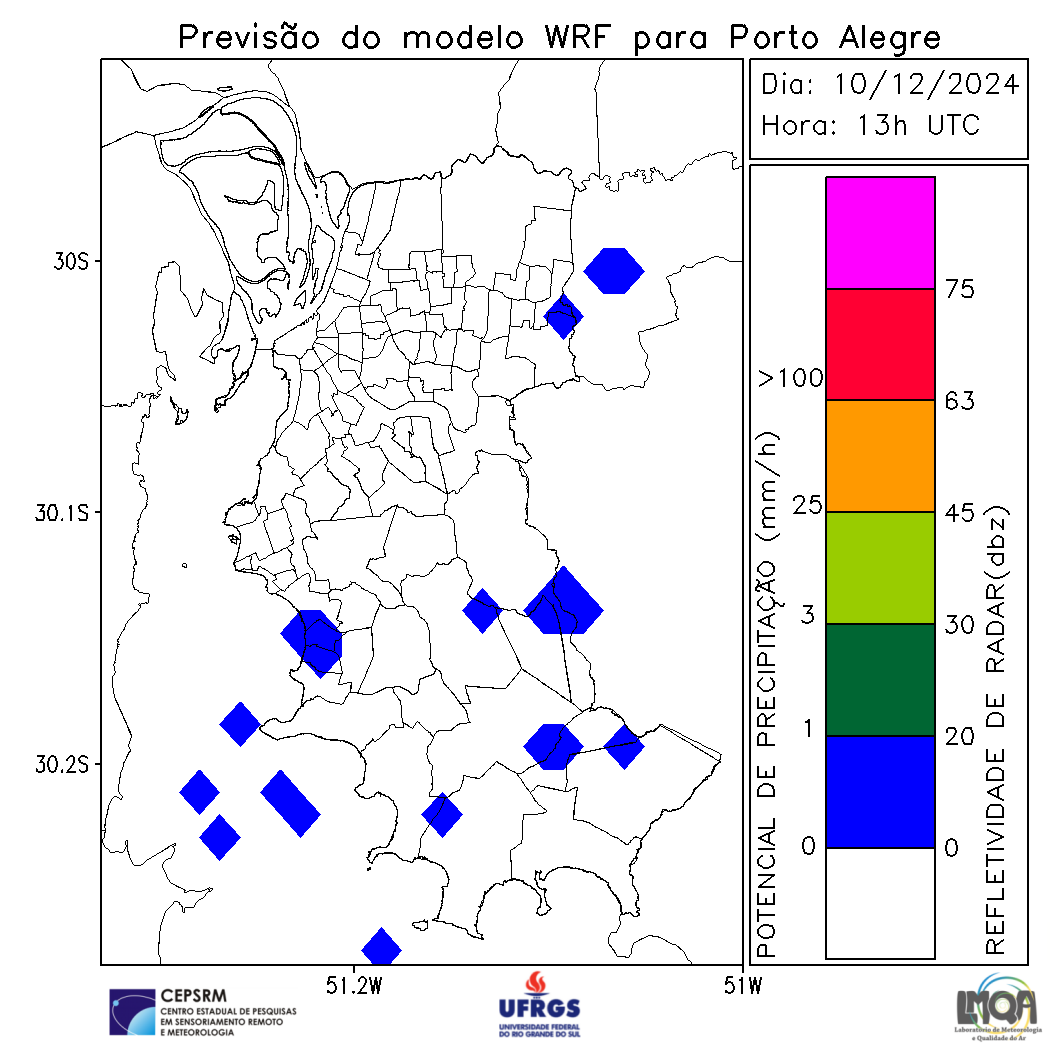 Previsão do modelo WRF para Porto Alegre
Dia: 10/12/2024
Hora: 13h UTC
30S
30.1S
30.2S
51.2W
51W
POTENCIAL DE PRECIPITAÇÃO (mm/h)
>100
25
3
1
0
75
63
45
30
20
0
REFLETIVIDADE DE RADAR(dbz)
CEPSRM
CENTRO ESTADUAL DE PESQUISAS
EM SENSORIAMENTO REMOTO
E METEOROLOGIA
UFRGS
UNIVERSIDADE FEDERAL
DO RIO GRANDE DO SUL
LMQA
Laboratório de Meteorologia
e Qualidade do Ar